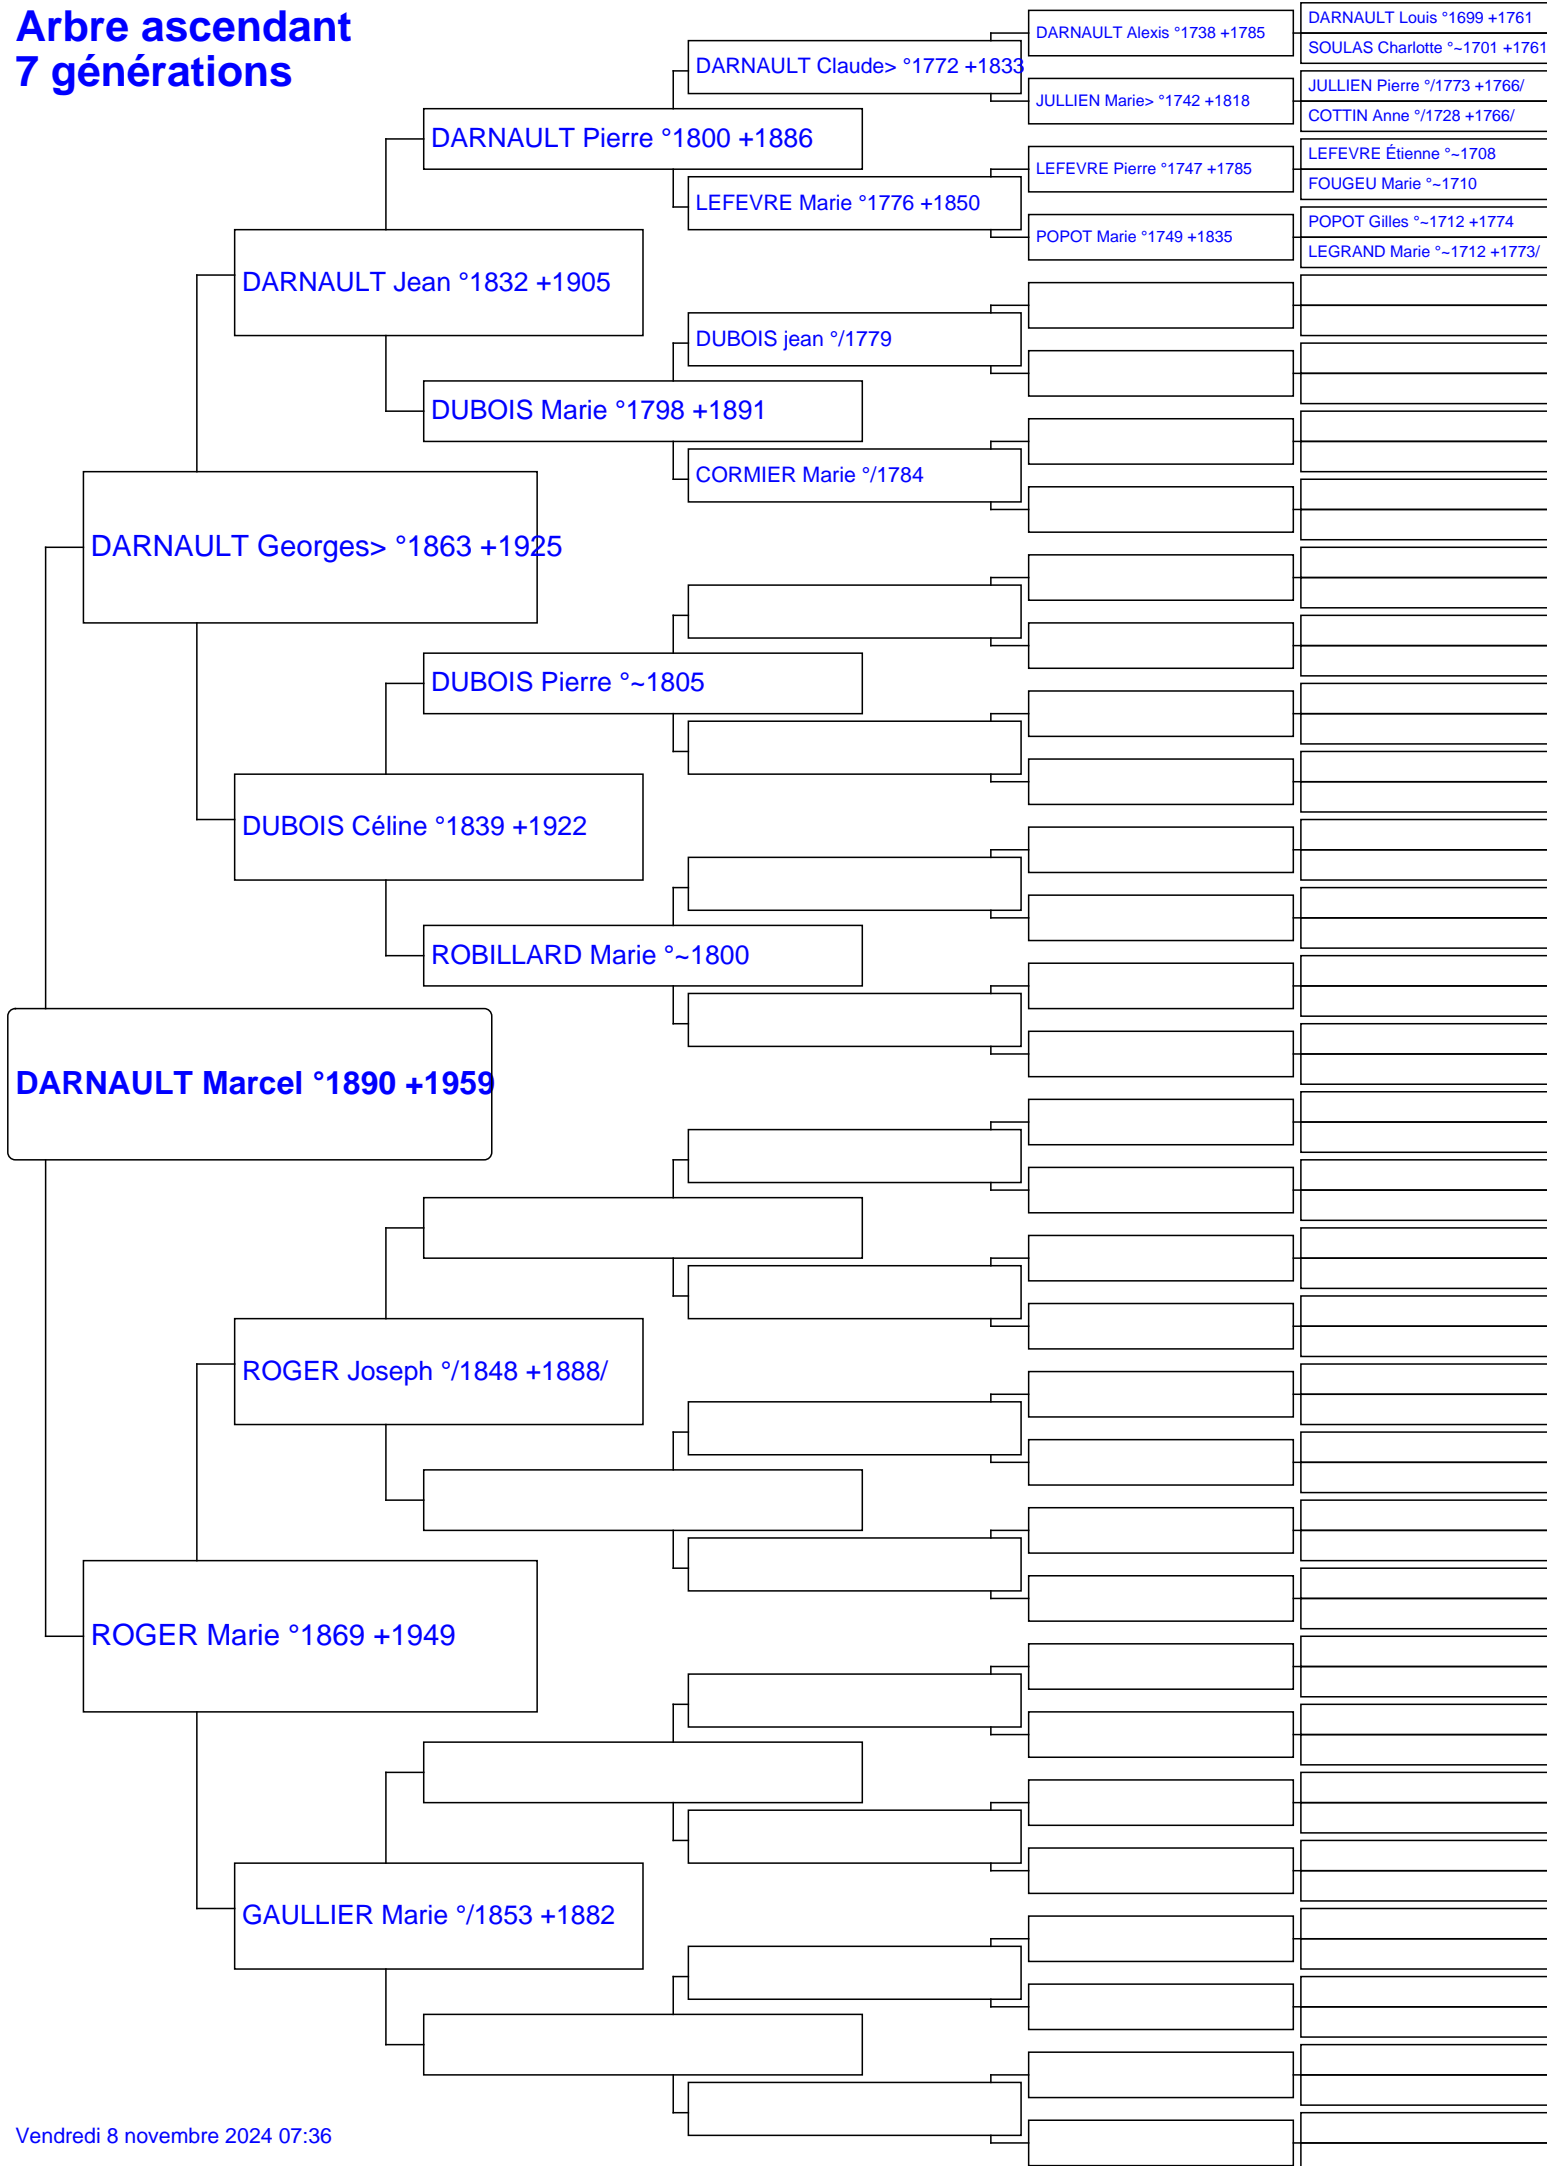 Arbre ascendant
7 générations
DARNAULT Louis °1699 +1761
DARNAULT Alexis °1738 +1785
SOULAS Charlotte °~1701 +1761
DARNAULT Claude> °1772 +1833
JULLIEN Pierre °/1773 +1766/
JULLIEN Marie> °1742 +1818
COTTIN Anne °/1728 +1766/
DARNAULT Pierre °1800 +1886
LEFEVRE Étienne °~1708
LEFEVRE Pierre °1747 +1785
FOUGEU Marie °~1710
LEFEVRE Marie °1776 +1850
POPOT Gilles °~1712 +1774
POPOT Marie °1749 +1835
LEGRAND Marie °~1712 +1773/
DARNAULT Jean °1832 +1905
DUBOIS jean °/1779
DUBOIS Marie °1798 +1891
CORMIER Marie °/1784
DARNAULT Georges> °1863 +1925
DUBOIS Pierre °~1805
DUBOIS Céline °1839 +1922
ROBILLARD Marie °~1800
DARNAULT Marcel °1890 +1959
ROGER Joseph °/1848 +1888/
ROGER Marie °1869 +1949
GAULLIER Marie °/1853 +1882
Vendredi 8 novembre 2024 07:36